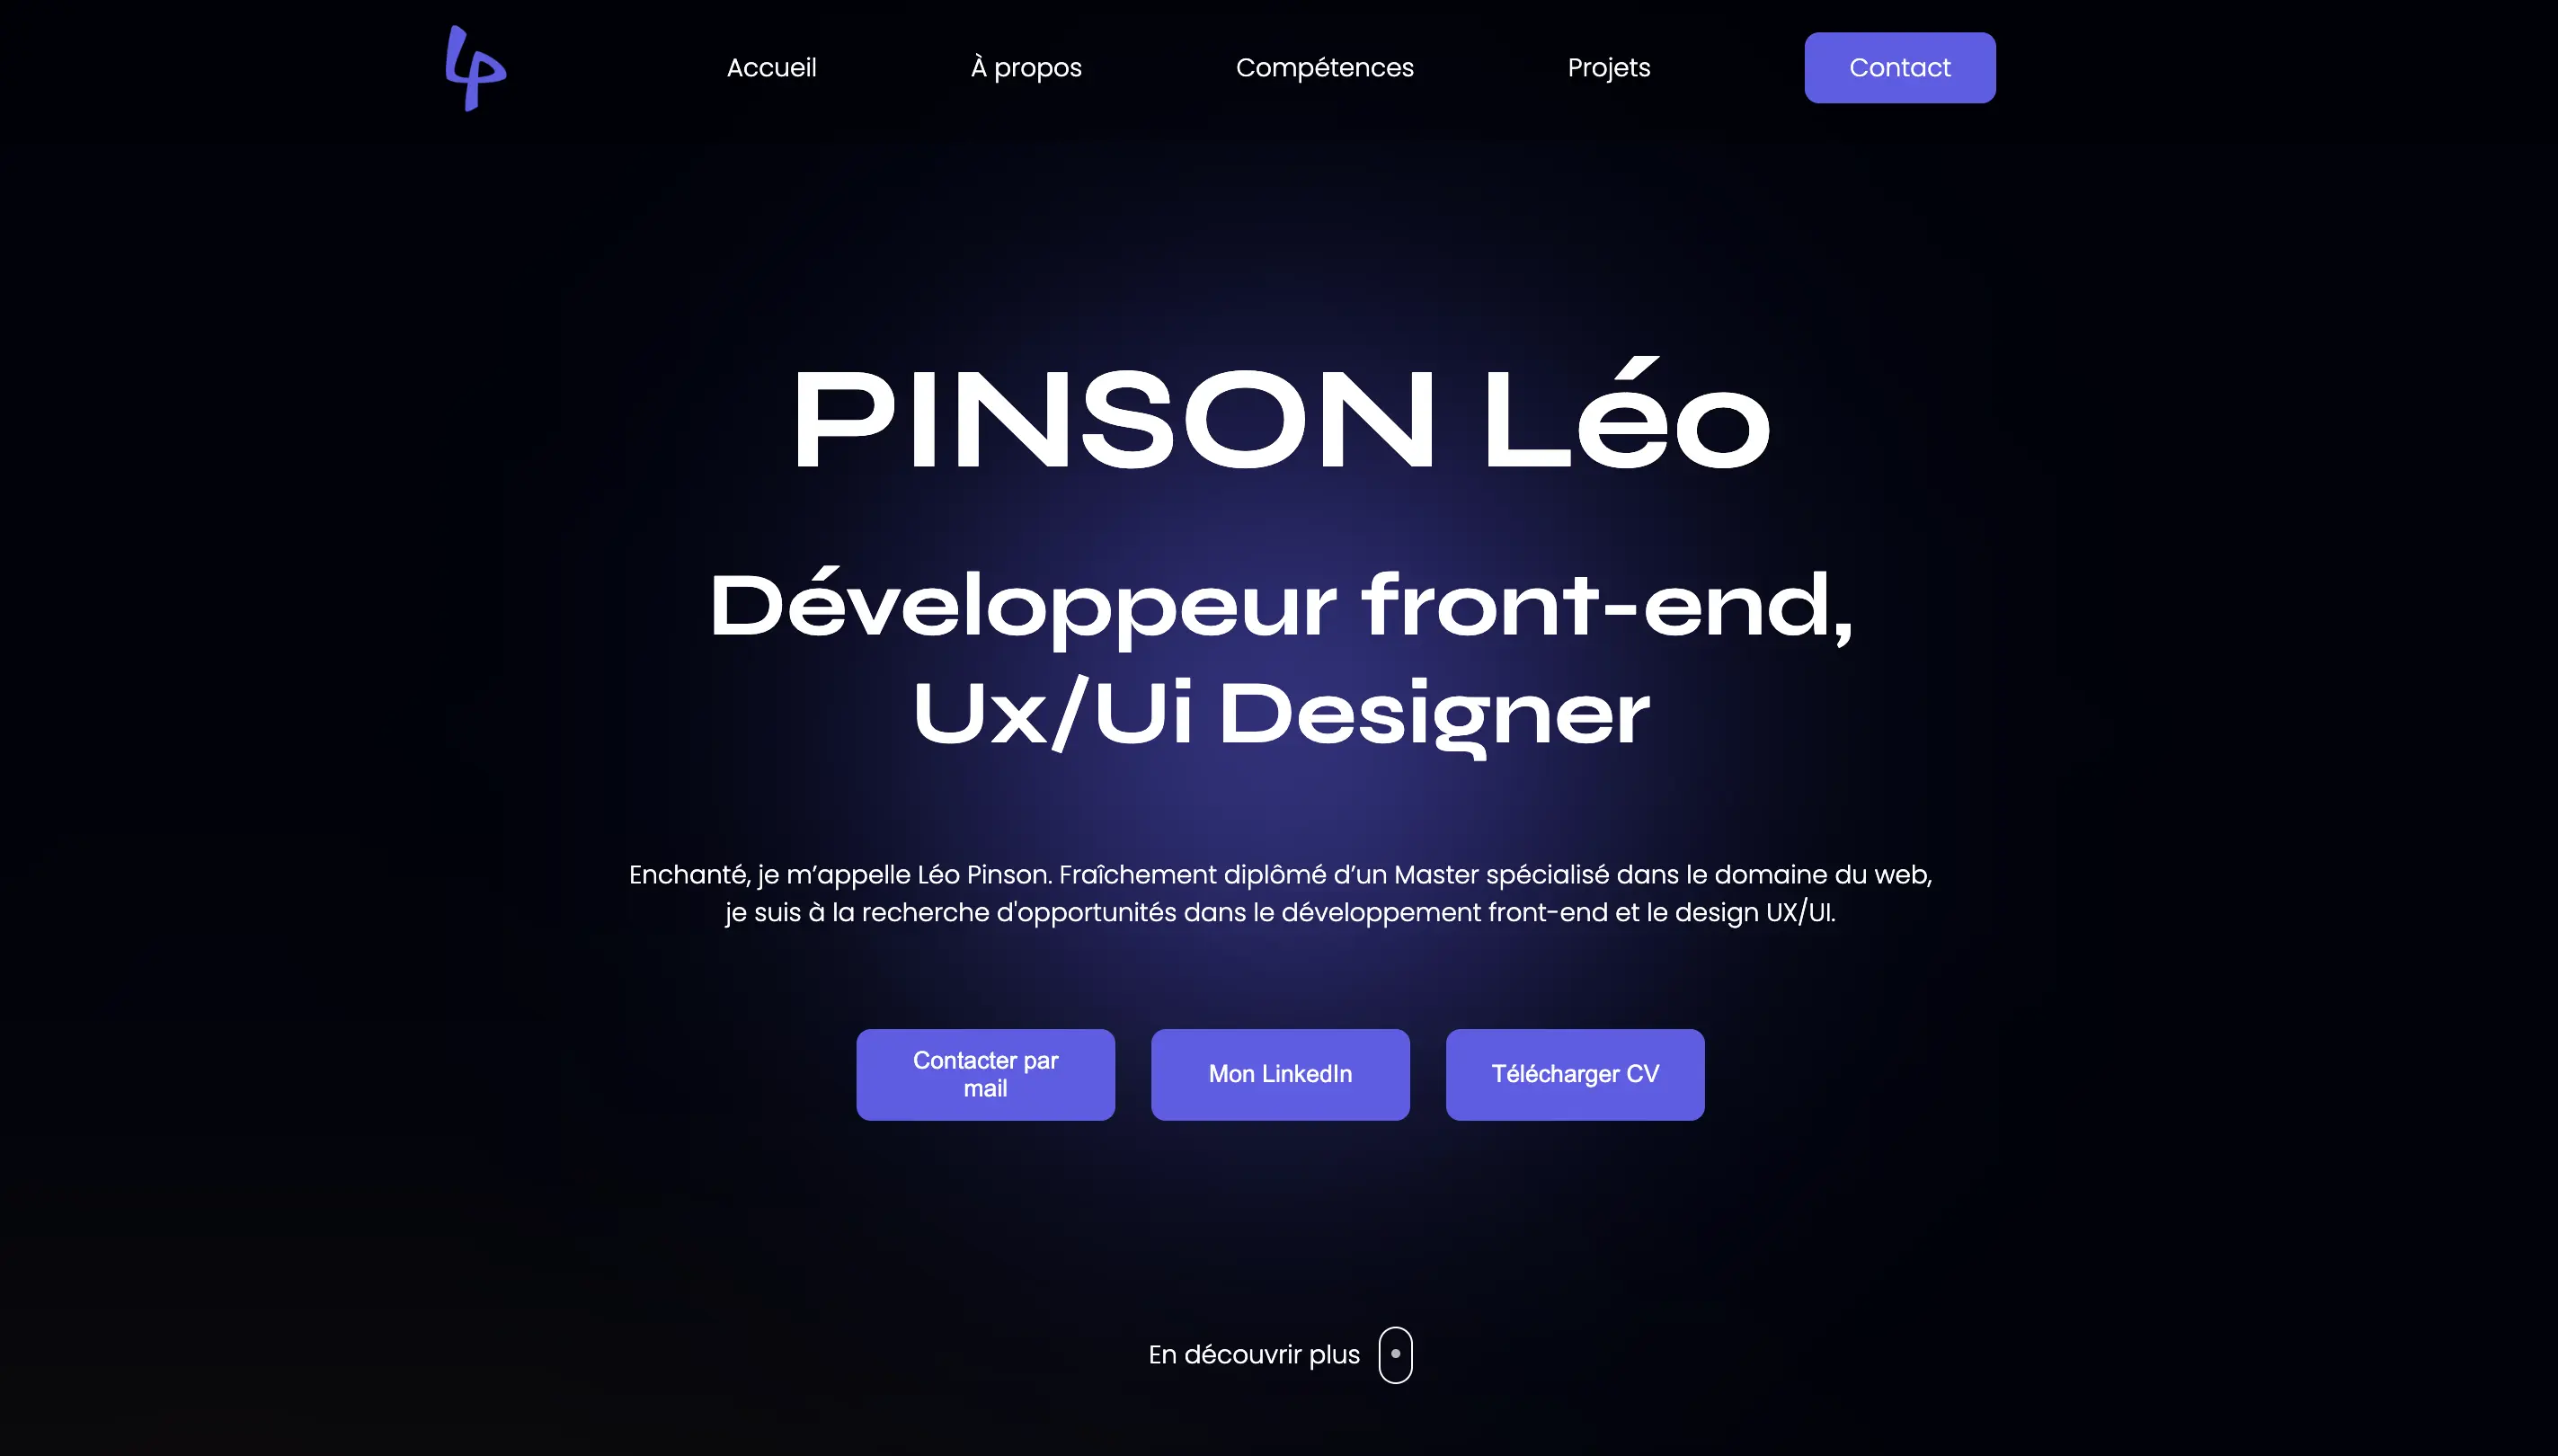 Accueil
À propos
Compétences
Projets
Contact
PINSON Léo
Développeur front-end,
Ux/Ui Designer
Enchanté, je m’appelle Léo Pinson. Fraîchement diplômé d’un Master spécialisé dans le domaine du web,
je suis à la recherche d'opportunités dans le développement front-end et le design UX/UI.
Contacter par
mail
Mon LinkedIn
Télécharger CV
En découvrir plus